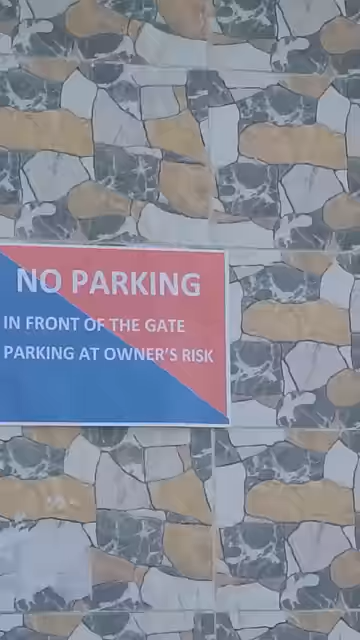 NO PARKING
IN FRONT OF THE GATE
PARKING AT OWNER'S RISK